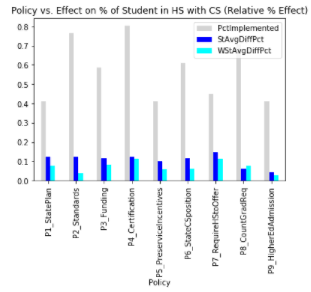 Policy vs. Effect on % of Student in HS with CS (Relative % Effect)
PctImplemented
StAvgDiffPct
WStAvgDiffPct
0.8
0.7
0.6
0.5
0.4
0.3
0.2
0.1
0.0
P1_StatePlan
P2_Standards
P3_Funding
P4_Certification
P5_PreserviceIncentives
P6_StateCSposition
P7_RequireHStoOffer
P8_CountGradReq
P9_HigherEdAdmission
Policy